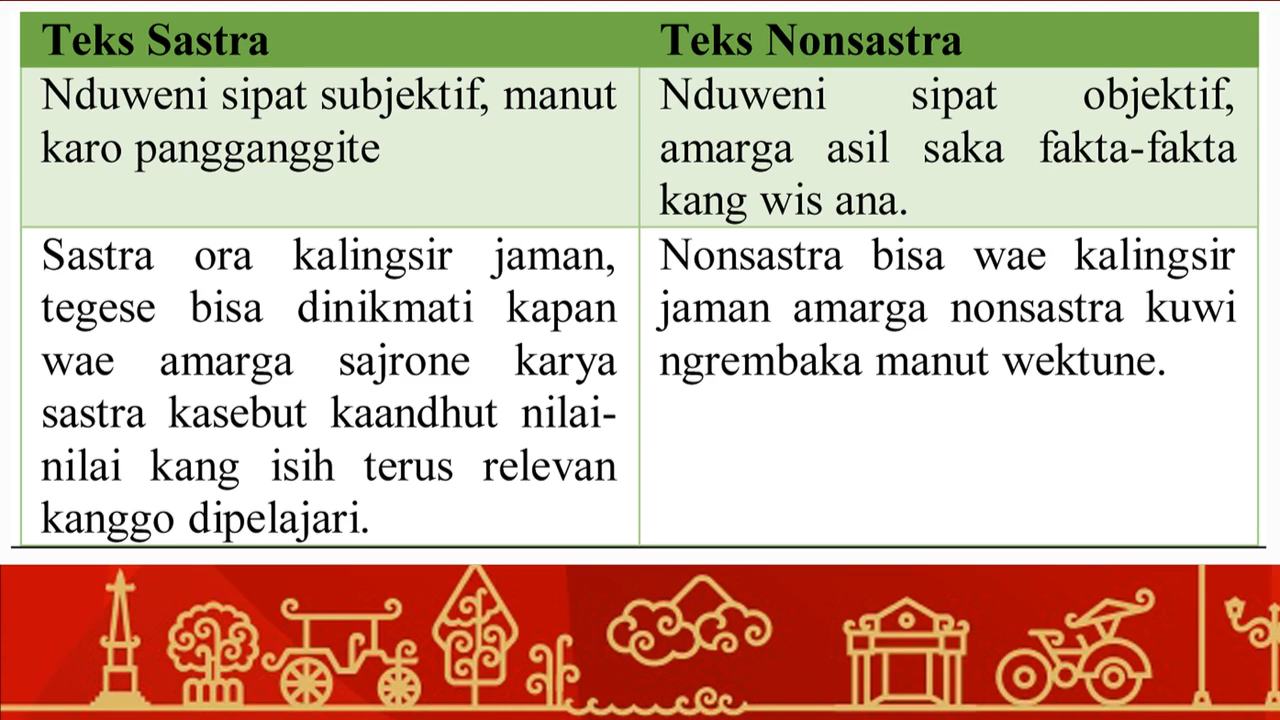 Teks Sastra
Teks Nonsastra
Nduweni sipat subjektif, manut
karo pangganggite
Nduweni sipat objektif,
amarga asil saka fakta-fakta
kang wis ana.
Sastra ora kalingsir jaman,
tegese bisa dinikmati kapan
wae amarga sajrone karya
sastra kasebut kaandhut nilai-
nilai kang isih terus relevan
kanggo dipelajari.
Nonsastra bisa wae kalingsir
jaman amarga nonsastra kuwi
ngrembaka manut wektune.